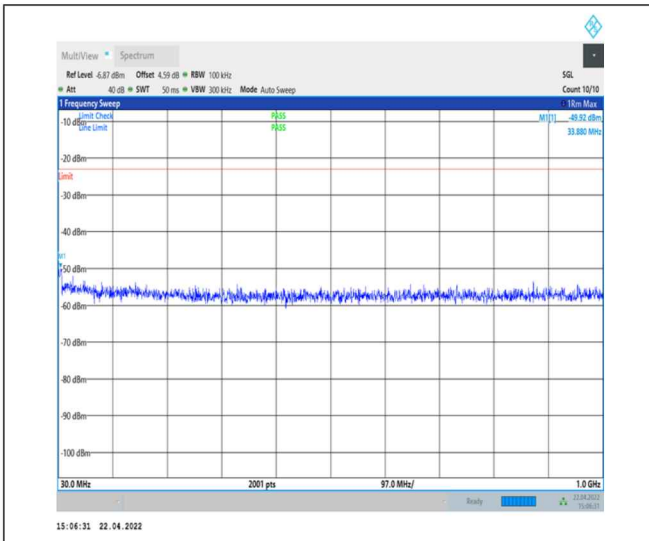 MultiView Spectrum
Ref Level -6.87 dBm Offset 4.59 dB RBW 100 kHz SGL
Att 40 dB SWT 50 ms VBW 300 kHz Mode Auto Sweep Count 10/10
1 Frequency Sweep 1Rm Max
Limit Check PASS M1[1] -49.92 dBm
-10 dBm
Line Limit PASS 33.880 MHz
-20 dBm
Limit
-30 dBm
-40 dBm
M1
-50 dBm
-60 dBm
-70 dBm
-80 dBm
-90 dBm
-100 dBm
30.0 MHz 2001 pts 97.0 MHz/ 1.0 GHz
Ready 22.04.2022
15:06:31
15:06:31 22.04.2022